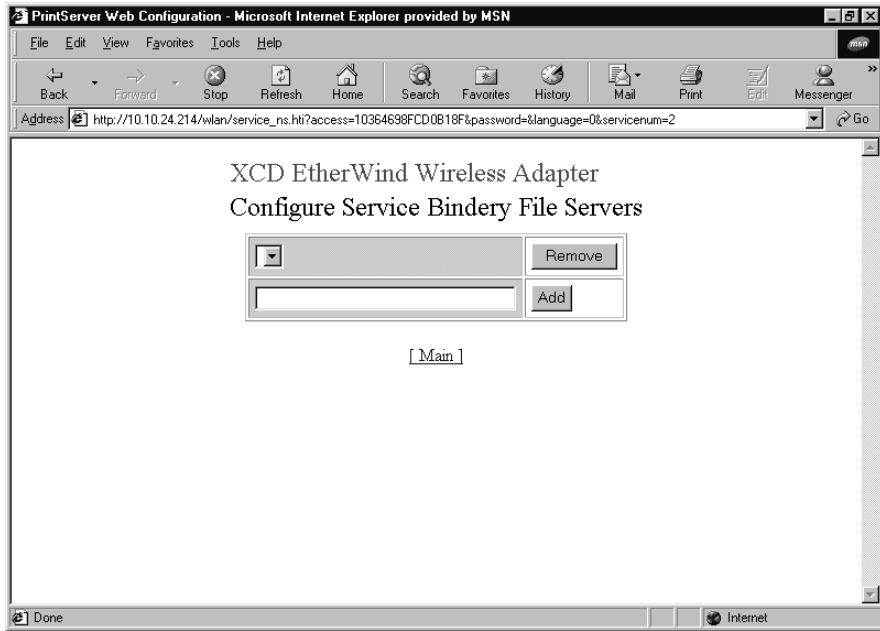 PrintServer Web Configuration - Microsoft Internet Explorer provided by MSN
File Edit View Favorites Tools Help
msn
Back Forward Stop Refresh Home Search Favorites History Mail Print Edit Messenger »
Address http://10.10.24.214/wlan/service_ns.hti?access=10364698FCD0B18F&password=&language=0&servicenum=2 Go
XCD EtherWind Wireless Adapter
Configure Service Bindery File Servers
Remove
Add
[ Main ]
Done Internet